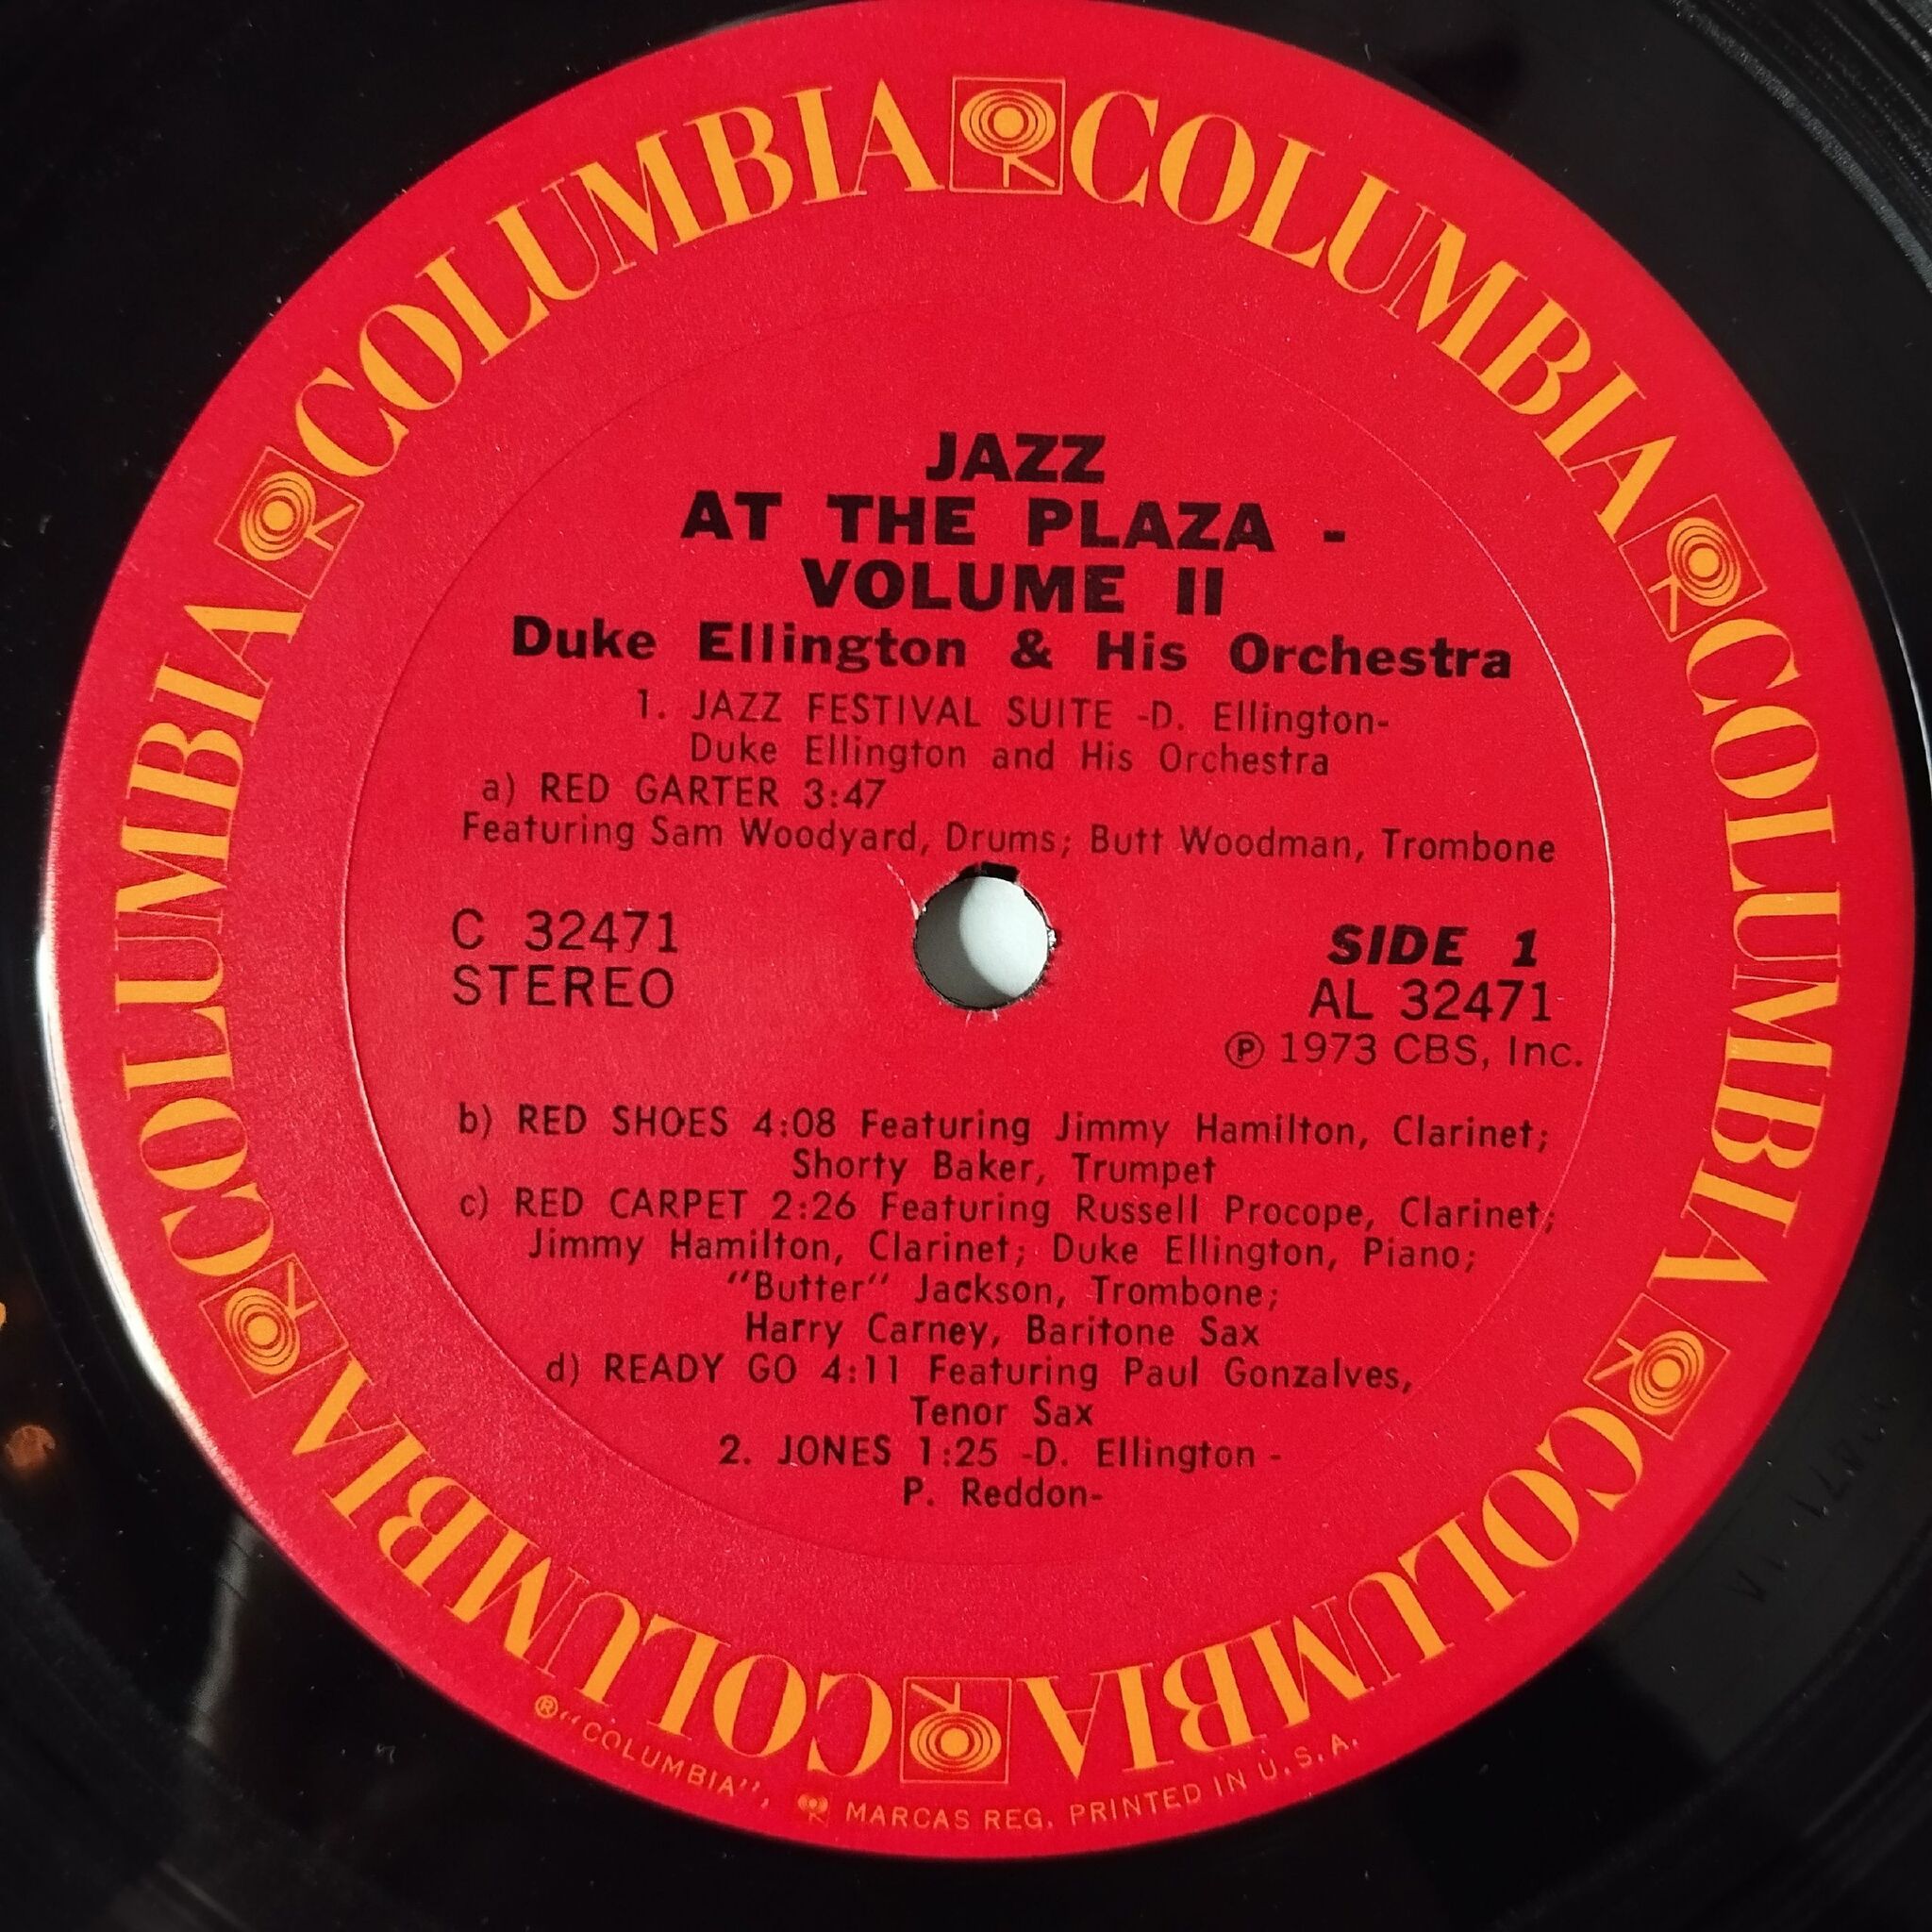 COLUMBIA COLUMBIA COLUMBIA COLUMBIA COLUMBIA COLUMBIA
JAZZ
AT THE PLAZA -
VOLUME II
Duke Ellington & His Orchestra
1. JAZZ FESTIVAL SUITE -D. Ellington-
Duke Ellington and His Orchestra
a) RED GARTER 3:47
Featuring Sam Woodyard, Drums; Butt Woodman, Trombone
C 32471
STEREO
SIDE 1
AL 32471
Ⓟ 1973 CBS, Inc.
b) RED SHOES 4:08 Featuring Jimmy Hamilton, Clarinet;
Shorty Baker, Trumpet
c) RED CARPET 2:26 Featuring Russell Procope, Clarinet;
Jimmy Hamilton, Clarinet; Duke Ellington, Piano;
"Butter" Jackson, Trombone;
Harry Carney, Baritone Sax
d) READY GO 4:11 Featuring Paul Gonzalves,
Tenor Sax
2. JONES 1:25 -D. Ellington -
P. Reddon-
®"COLUMBIA", MARCAS REG. PRINTED IN U.S.A.